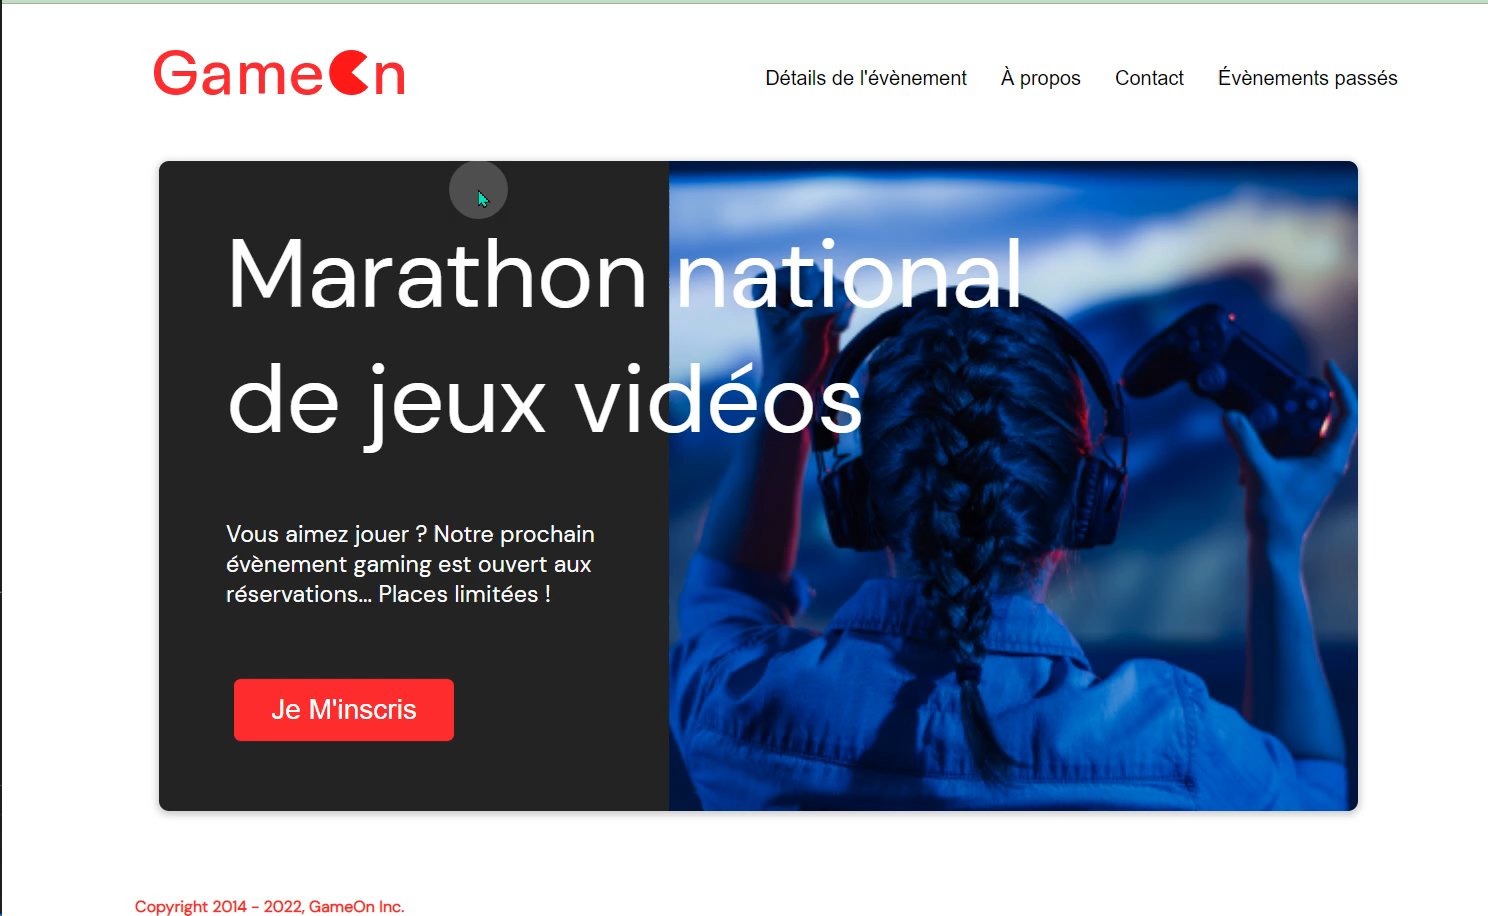 GameOn
Détails de l'évènement À propos Contact Évènements passés
Marathon national
de jeux vidéos
Vous aimez jouer ? Notre prochain
évènement gaming est ouvert aux
réservations... Places limitées !
Je M'inscris
Copyright 2014 - 2022, GameOn Inc.